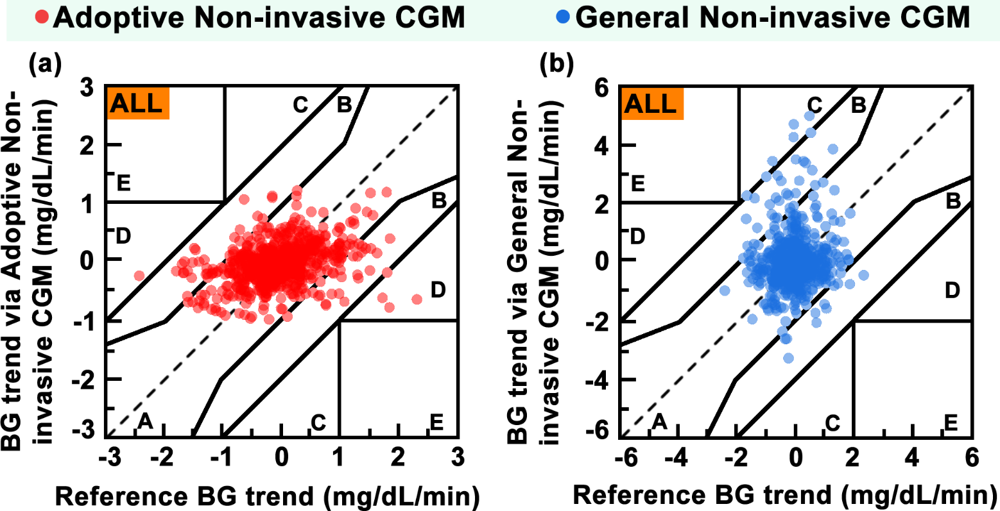 Adoptive Non-invasive CGM
General Non-invasive CGM
(a)
BG trend via Adoptive Non-
invasive CGM (mg/dL/min)
3
2
1
0
-1
-2
-3
ALL
C
B
E
D
B
D
A
C
E
-3
-2
-1
0
1
2
3
Reference BG trend (mg/dL/min)
(b)
BG trend via General Non-
invasive CGM (mg/dL/min)
6
4
2
0
-2
-4
-6
ALL
C
B
E
D
B
D
A
C
E
-6
-4
-2
0
2
4
6
Reference BG trend (mg/dL/min)